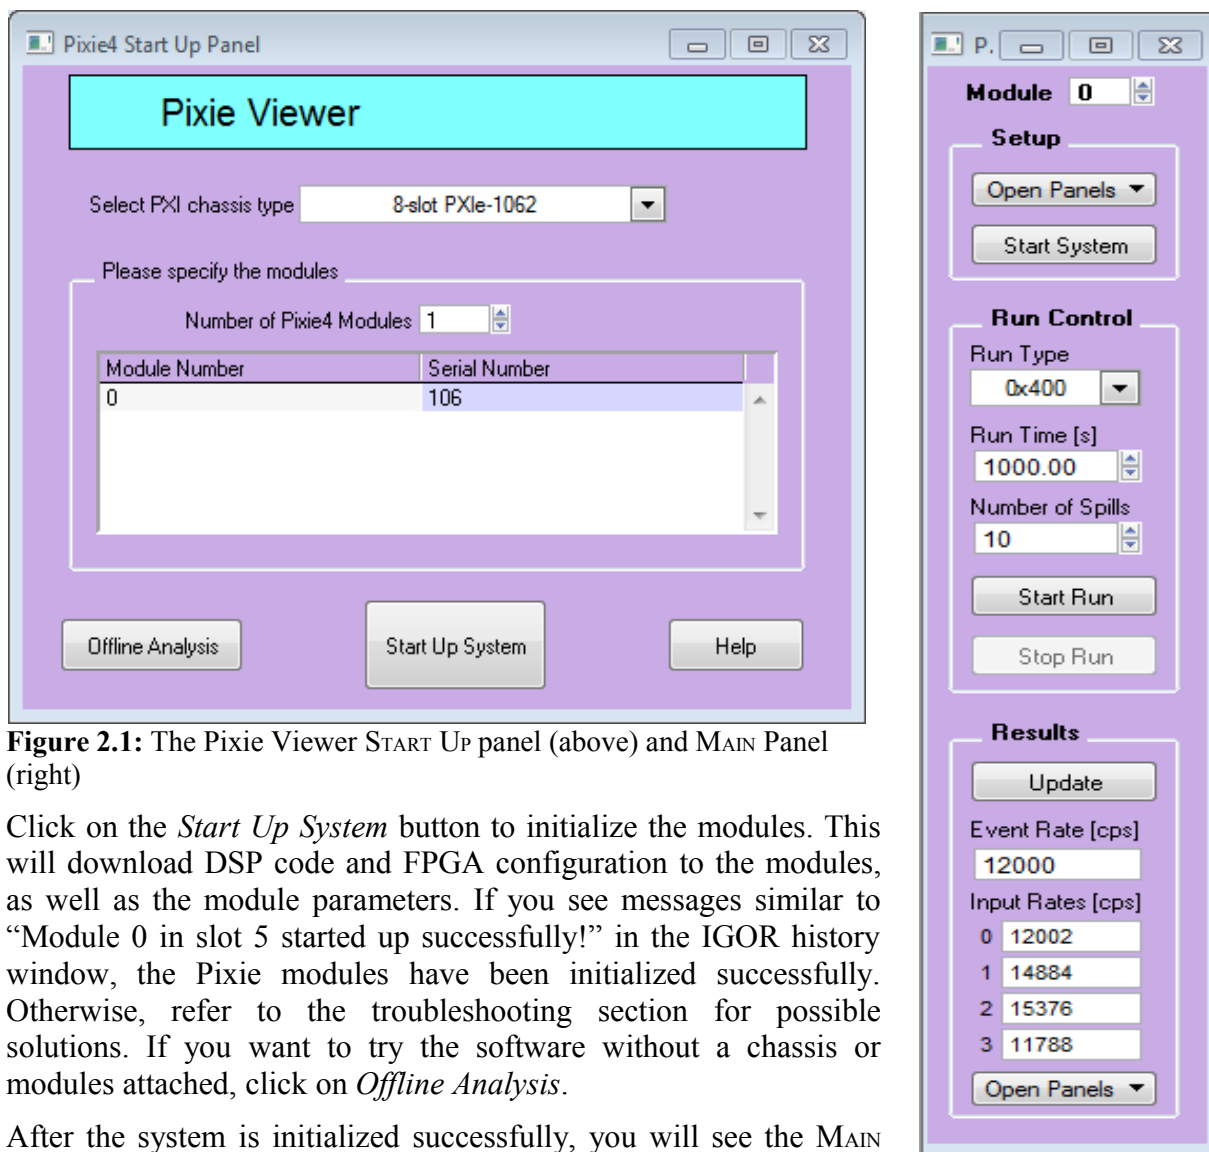 Pixie4 Start Up Panel
Pixie Viewer
Select PXI chassis type 8-slot PXIe-1062
Please specify the modules
Number of Pixie4 Modules 1
Module Number Serial Number
0 106
Offline Analysis Start Up System Help
Figure 2.1: The Pixie Viewer START UP panel (above) and MAIN Panel
(right)
Click on the Start Up System button to initialize the modules. This
will download DSP code and FPGA configuration to the modules,
as well as the module parameters. If you see messages similar to
“Module 0 in slot 5 started up successfully!” in the IGOR history
window, the Pixie modules have been initialized successfully.
Otherwise, refer to the troubleshooting section for possible
solutions. If you want to try the software without a chassis or
modules attached, click on Offline Analysis.
After the system is initialized successfully, you will see the MAIN
P.
Module 0
Setup
Open Panels
Start System
Run Control
Run Type
0x400
Run Time [s]
1000.00
Number of Spills
10
Start Run
Stop Run
Results
Update
Event Rate [cps]
12000
Input Rates [cps]
0 12002
1 14884
2 15376
3 11788
Open Panels